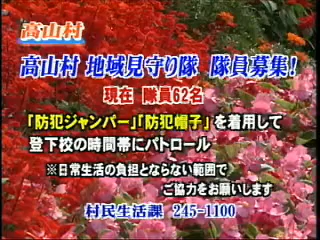 高山村
高山村 地域見守り隊 隊員募集!
現在 隊員62名
「防犯ジャンパー」「防犯帽子」を着用して
登下校の時間帯にパトロール
※日常生活の負担とならない範囲で
ご協力をお願いします
村民生活課 245-1100